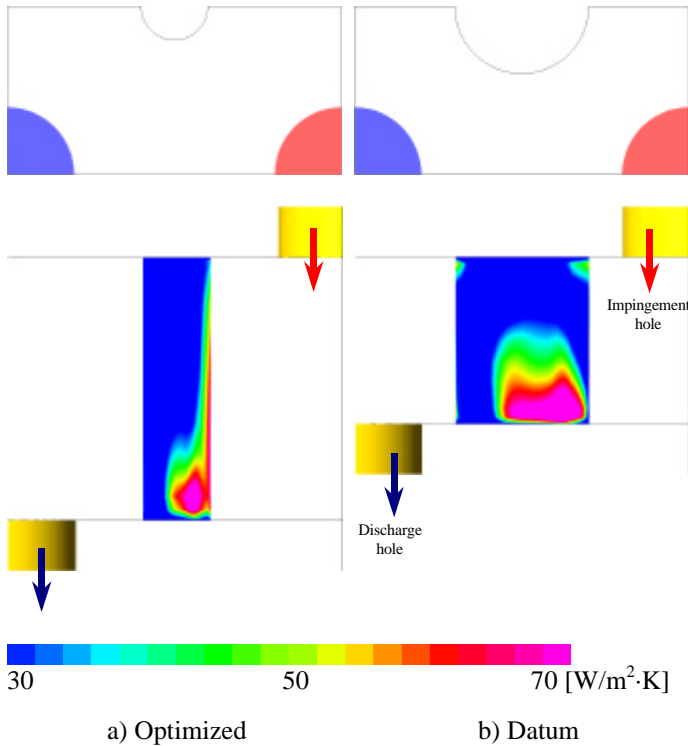 Impingement
hole
Discharge
hole
30 50 70 [W/m²·K]
a) Optimized b) Datum